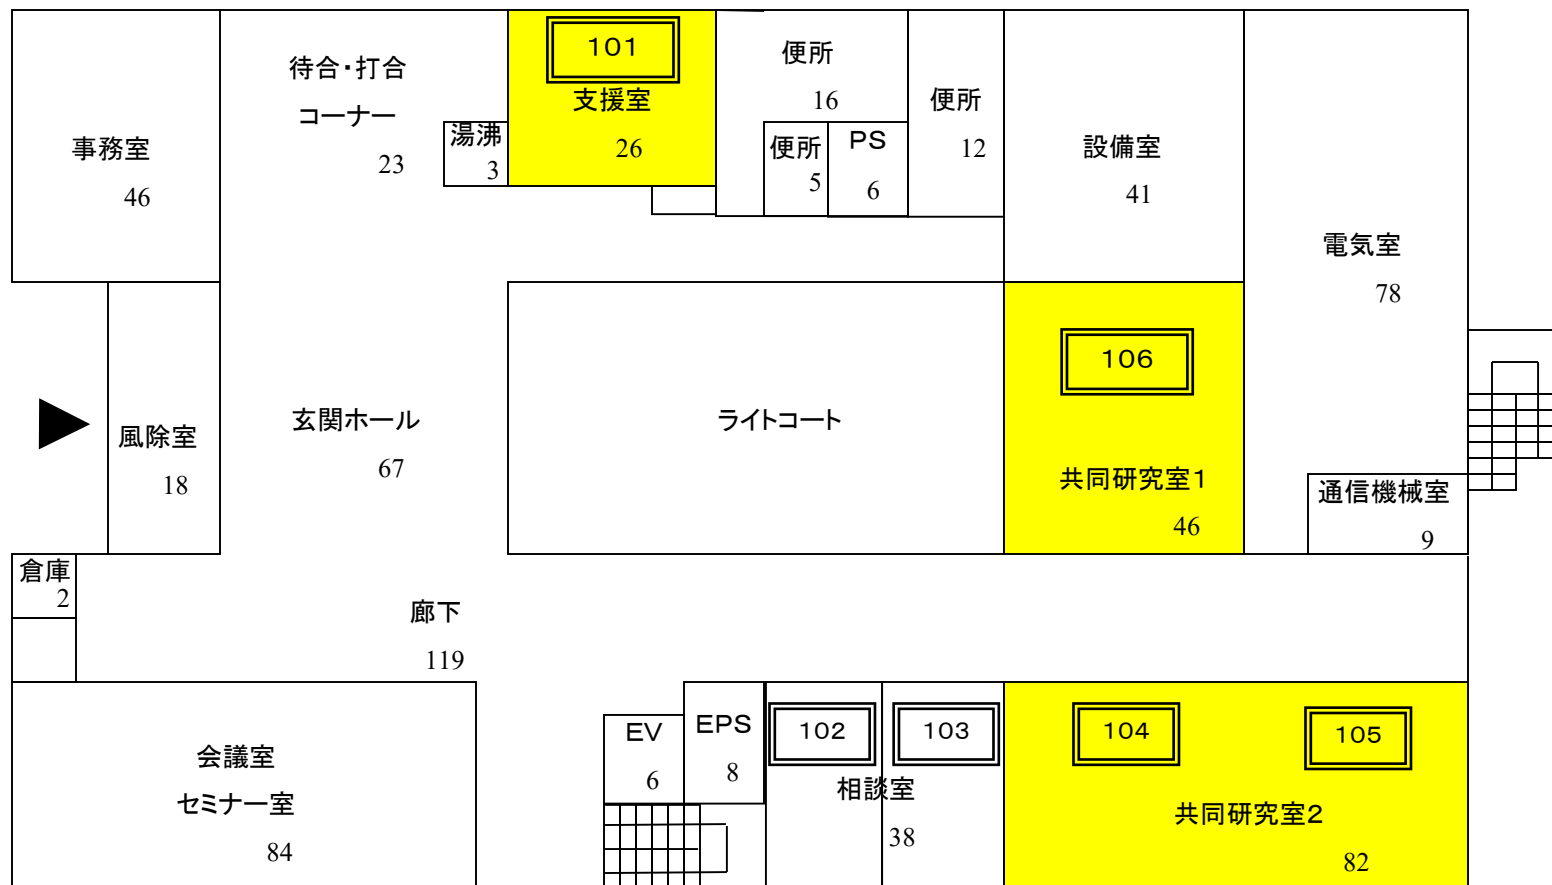 101
待合・打合
コーナー
23
支援室
26
便所
16
便所
12
湯沸
3
便所
5
PS
6
事務室
46
設備室
41
電気室
78
106
共同研究室1
46
風除室
18
玄関ホール
67
ライトコート
通信機械室
9
倉庫
2
廊下
119
会議室
セミナー室
84
EV
6
EPS
8
102
103
相談室
38
104
105
共同研究室2
82